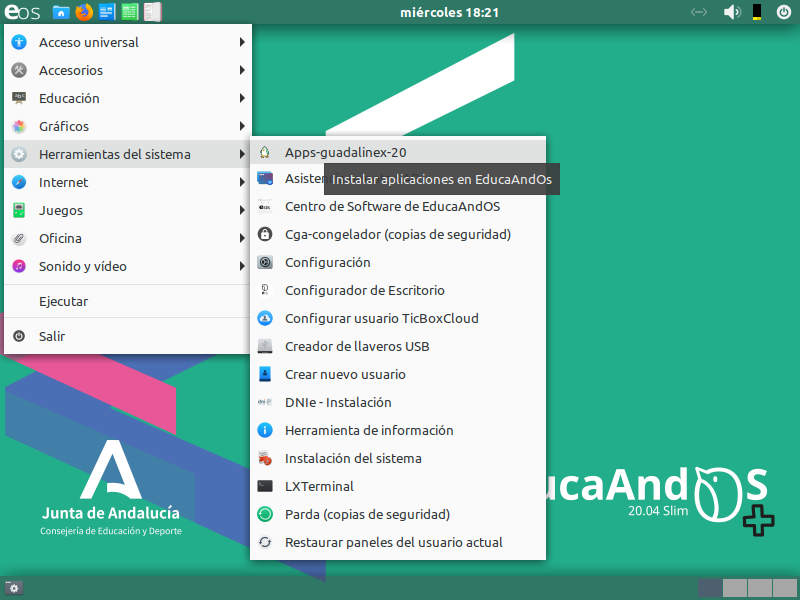 eos
miércoles 18:21
Acceso universal
Accesorios
Educación
Gráficos
Herramientas del sistema
Internet
Juegos
Oficina
Sonido y vídeo
Ejecutar
Salir
Apps-guadalinex-20
Asisten
Instalar aplicaciones en EducaAndOs
Centro de Software de EducaAndOS
Cga-congelador (copias de seguridad)
Configuración
Configurador de Escritorio
Configurar usuario TicBoxCloud
Creador de llaveros USB
Crear nuevo usuario
DNIe - Instalación
Herramienta de información
Instalación del sistema
LXTerminal
Parda (copias de seguridad)
Restaurar paneles del usuario actual
Junta de Andalucía
Consejería de Educación y Deporte
ucaAndOS
20.04 Slim